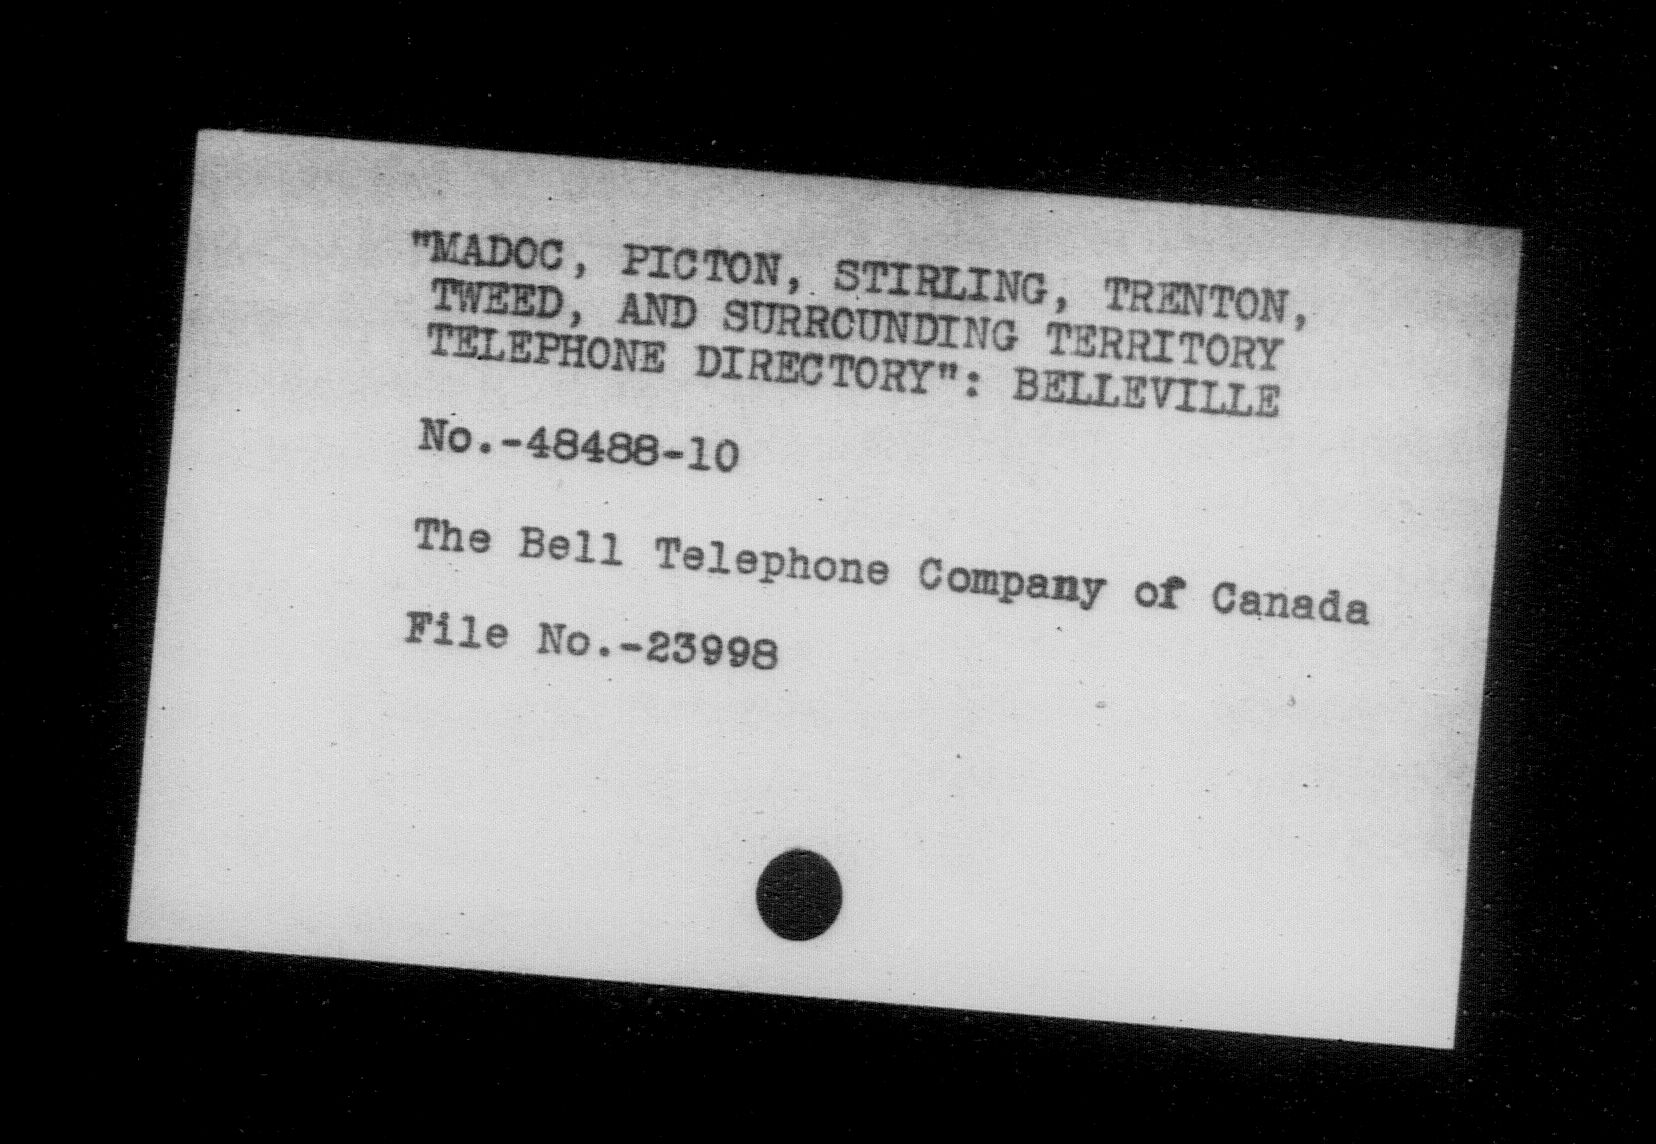 "MADOC, PICTON, STIRLING, TRENTON,
TWEED, AND SURROUNDING TERRITORY
TELEPHONE DIRECTORY": BELLEVILLE
No.-48488-10
The Bell Telephone Company of Canada
File No.-23998